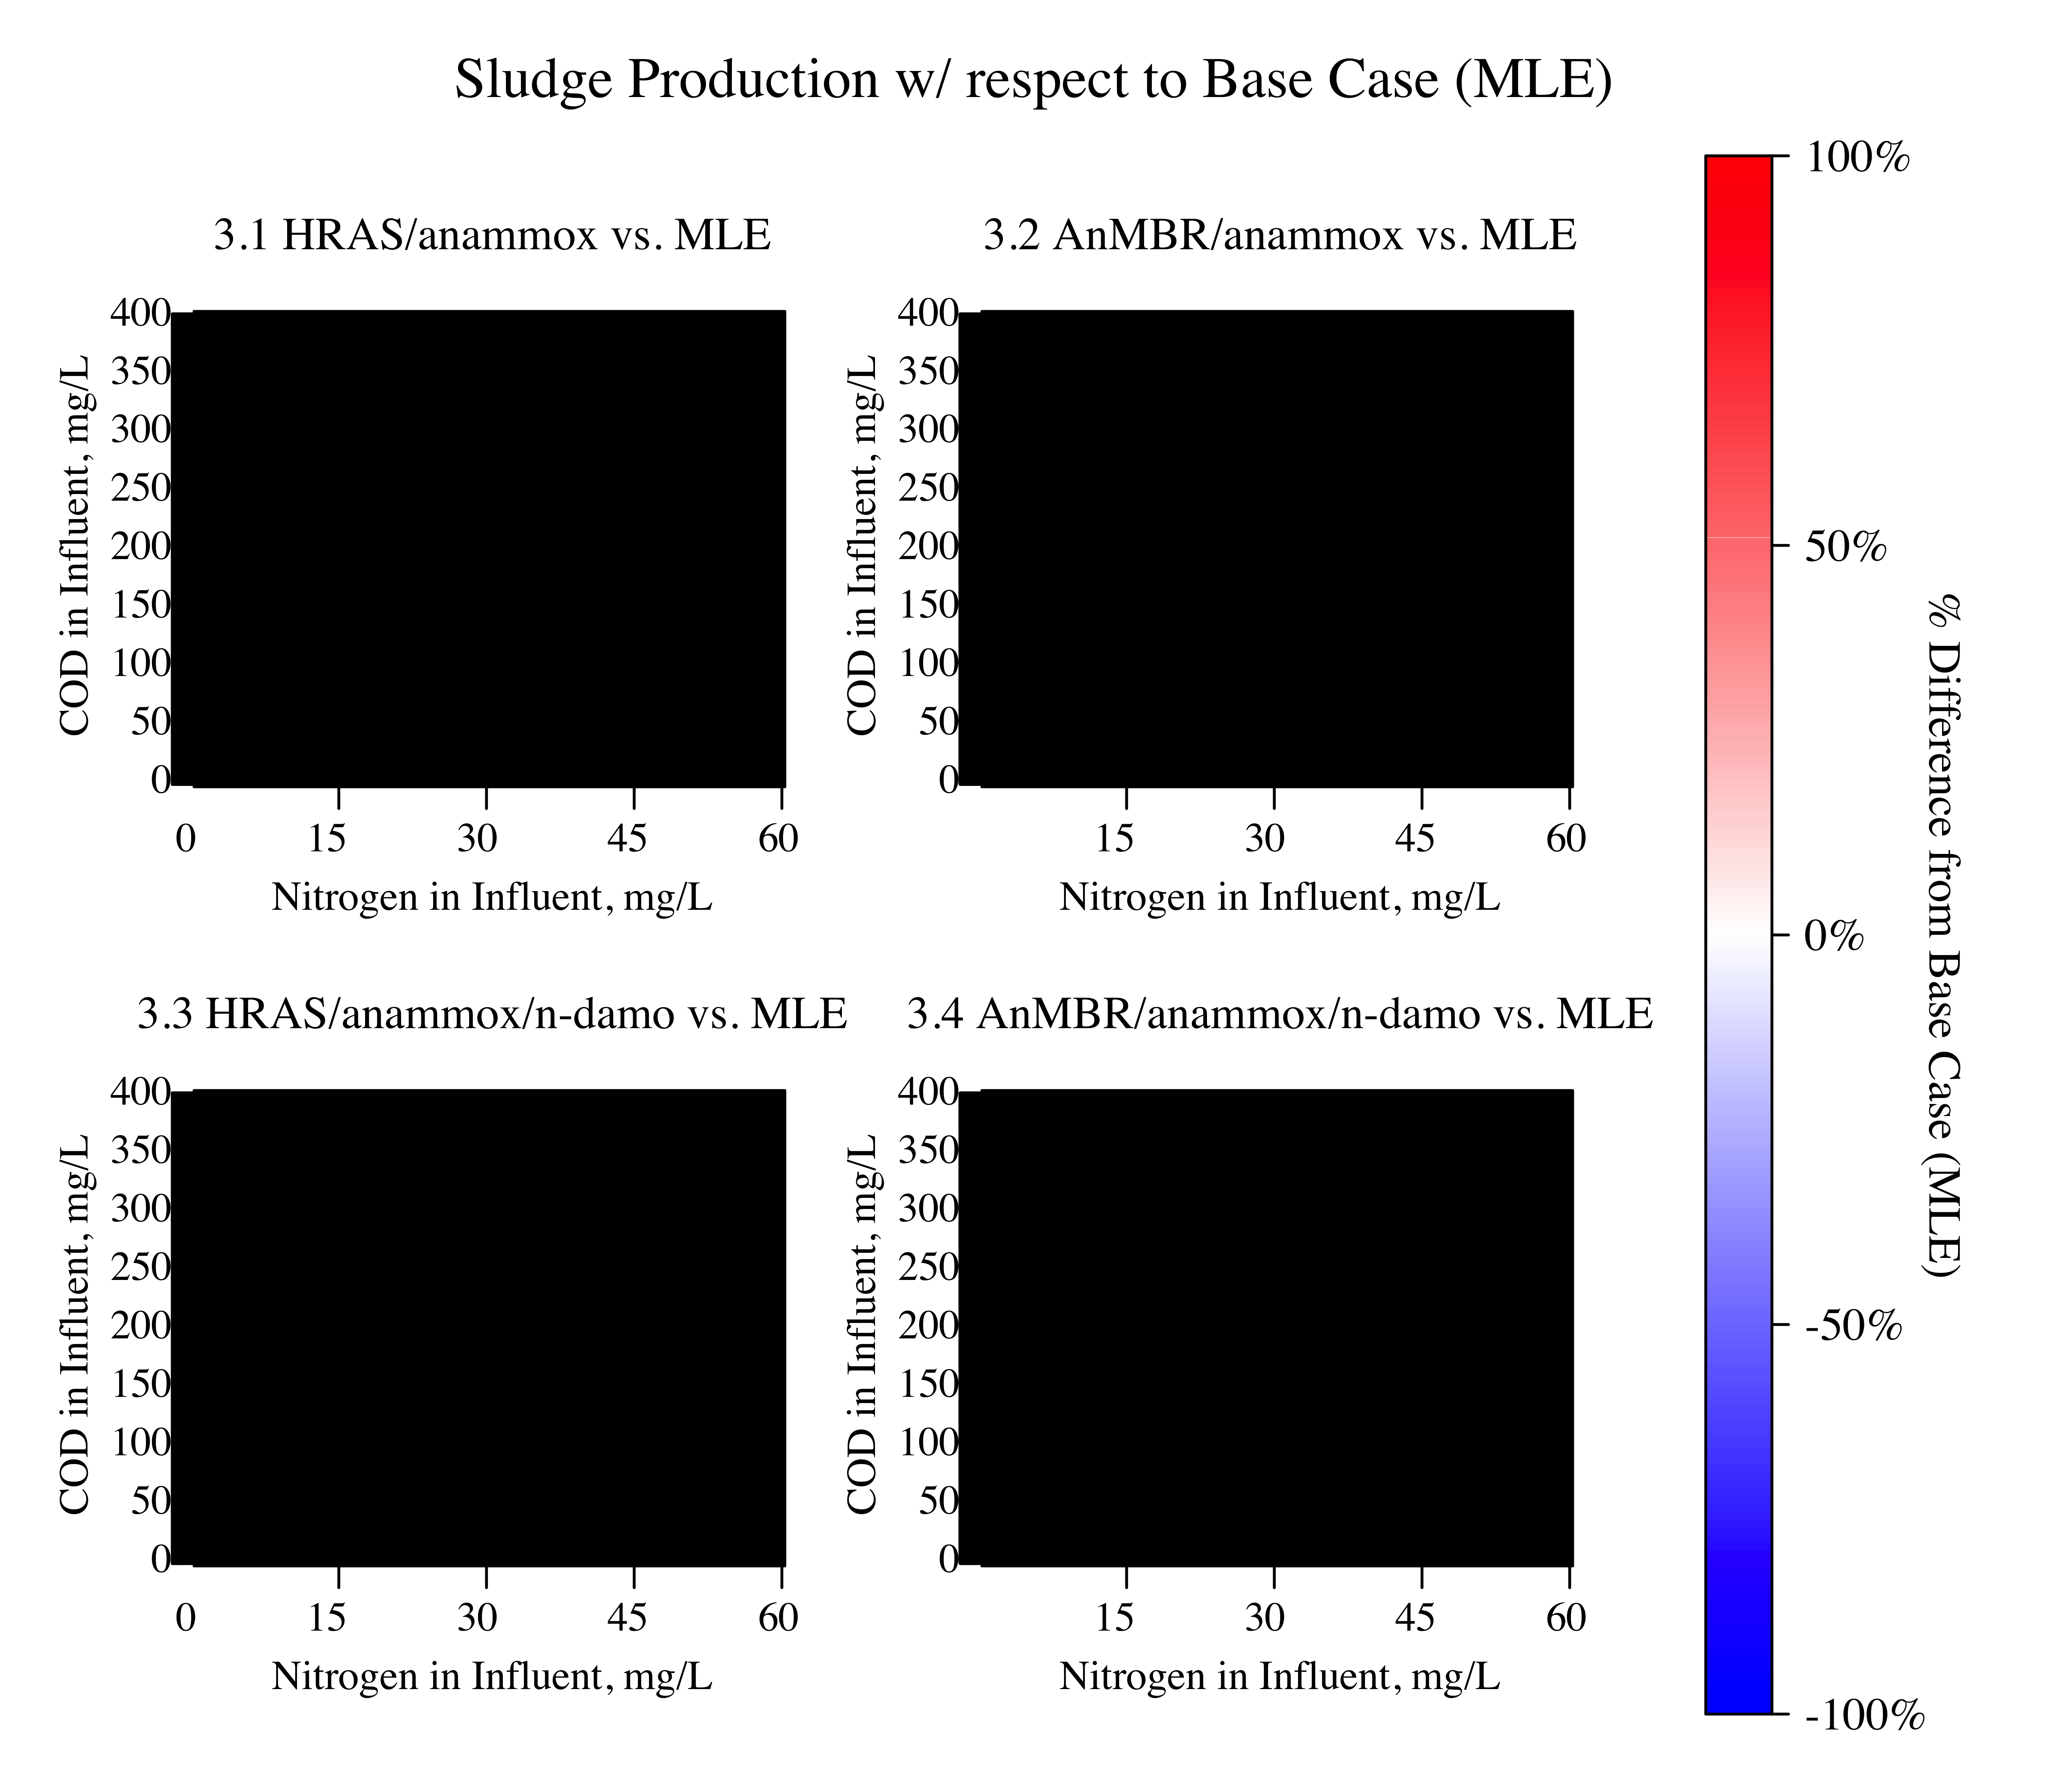 Sludge Production w/ respect to Base Case (MLE)
3.1 HRAS/anammox vs. MLE
400
350
300
250
200
150
100
50
0
COD in Influent, mg/L
0 15 30 45 60
Nitrogen in Influent, mg/L
3.2 AnMBR/anammox vs. MLE
400
350
300
250
200
150
100
50
0
COD in Influent, mg/L
15 30 45 60
Nitrogen in Influent, mg/L
3.3 HRAS/anammox/n-damo vs. MLE
400
350
300
250
200
150
100
50
0
COD in Influent, mg/L
0 15 30 45 60
Nitrogen in Influent, mg/L
3.4 AnMBR/anammox/n-damo vs. MLE
400
350
300
250
200
150
100
50
0
COD in Influent, mg/L
15 30 45 60
Nitrogen in Influent, mg/L
100%
50%
0%
-50%
-100%
% Difference from Base Case (MLE)